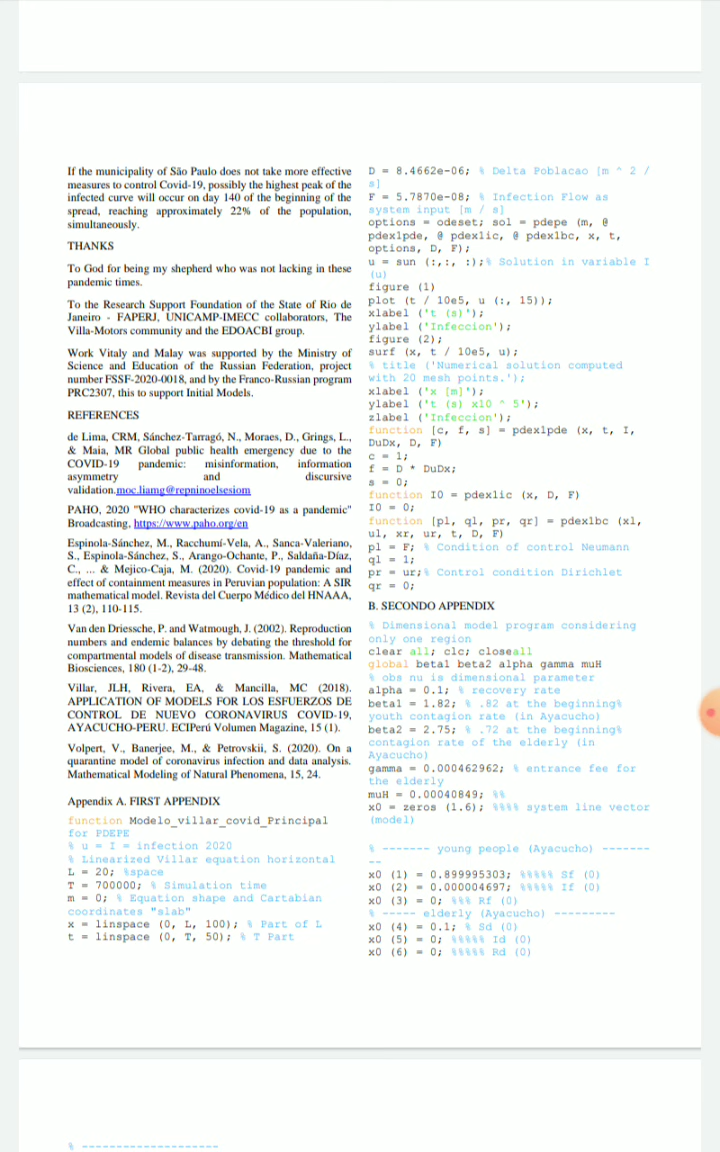 If the municipality of São Paulo does not take more effective
measures to control Covid-19, possibly the highest peak of the
infected curve will occur on day 140 of the beginning of the
spread, reaching approximately 22% of the population,
simultaneously.
THANKS
To God for being my shepherd who was not lacking in these
pandemic times.
To the Research Support Foundation of the State of Rio de
Janeiro - FAPERJ, UNICAMP-IMECC collaborators, The
Villa-Motors community and the EDOACBI group.
Work Vitaly and Malay was supported by the Ministry of
Science and Education of the Russian Federation, project
number FSSF-2020-0018, and by the Franco-Russian program
PRC2307, this to support Initial Models.
REFERENCES
de Lima, CRM, Sánchez-Tarragó, N., Moraes, D., Grings, L.,
& Maia, MR Global public health emergency due to the
COVID-19 pandemic: misinformation, information
asymmetry and discursive
validation.moc.liamg@repninoelsesiom
PAHO, 2020 "WHO characterizes covid-19 as a pandemic"
Broadcasting, https://www.paho.org/en
Espinola-Sánchez, M., Racchumí-Vela, A., Sanca-Valeriano,
S., Espinola-Sánchez, S., Arango-Ochante, P., Saldaña-Díaz,
C., ... & Mejico-Caja, M. (2020). Covid-19 pandemic and
effect of containment measures in Peruvian population: A SIR
mathematical model. Revista del Cuerpo Médico del HNAAA,
13 (2), 110-115.
Van den Driessche, P. and Watmough, J. (2002). Reproduction
numbers and endemic balances by debating the threshold for
compartmental models of disease transmission. Mathematical
Biosciences, 180 (1-2), 29-48.
Villar, JLH, Rivera, EA, & Mancilla, MC (2018).
APPLICATION OF MODELS FOR LOS ESFUERZOS DE
CONTROL DE NUEVO CORONAVIRUS COVID-19,
AYACUCHO-PERU. ECIPerú Volumen Magazine, 15 (1).
Volpert, V., Banerjee, M., & Petrovskii, S. (2020). On a
quarantine model of coronavirus infection and data analysis.
Mathematical Modeling of Natural Phenomena, 15, 24.
Appendix A. FIRST APPENDIX
function Modelo_villar_covid_Principal
for PDEPE
% u = I = infection 2020
% Linearized Villar equation horizontal
L = 20; %space
T = 700000; % Simulation time
m = 0; % Equation shape and Cartabian
coordinates "slab"
x = linspace (0, L, 100); % Part of L
t = linspace (0, T, 50); % T Part
D = 8.4662e-06; % Delta Poblacao [m ^ 2 /
s]
F = 5.7870e-08; % Infection Flow as
system input [m / s]
options = odeset; sol = pdepe (m, @
pdex1pde, @ pdex1ic, @ pdex1bc, x, t,
options, D, F);
u = sun (:,:, :);% Solution in variable I
(u)
figure (1)
plot (t / 10e5, u (:, 15));
xlabel ('t (s)');
ylabel ('Infeccion');
figure (2);
surf (x, t / 10e5, u);
% title ('Numerical solution computed
with 20 mesh points.');
xlabel ('x [m]');
ylabel ('t (s) x10 ^ 5');
zlabel ('Infeccion');
function [c, f, s] = pdex1pde (x, t, I,
DuDx, D, F)
c = 1;
f = D * DuDx;
s = 0;
function I0 = pdex1ic (x, D, F)
I0 = 0;
function [pl, ql, pr, qr] = pdex1bc (xl,
ul, xr, ur, t, D, F)
pl = F; % Condition of control Neumann
ql = 1;
pr = ur;% Control condition Dirichlet
qr = 0;
B. SECONDO APPENDIX
% Dimensional model program considering
only one region
clear all; clc; closeall
global beta1 beta2 alpha gamma muH
% obs nu is dimensional parameter
alpha = 0.1; % recovery rate
beta1 = 1.82; % .82 at the beginning%
youth contagion rate (in Ayacucho)
beta2 = 2.75; % .72 at the beginning%
contagion rate of the elderly (in
Ayacucho)
gamma = 0.000462962; % entrance fee for
the elderly
muH = 0.00040849; %%
x0 = zeros (1.6); %%%% system line vector
(model)
% ------- young people (Ayacucho) -------
--
x0 (1) = 0.899995303; %%%%% Sf (0)
x0 (2) = 0.000004697; %%%%% If (0)
x0 (3) = 0; %%% Rf (0)
% ----- elderly (Ayacucho) ---------
x0 (4) = 0.1; % Sd (0)
x0 (5) = 0; %%%%% Id (0)
x0 (6) = 0; %%%%% Rd (0)
% --------------------